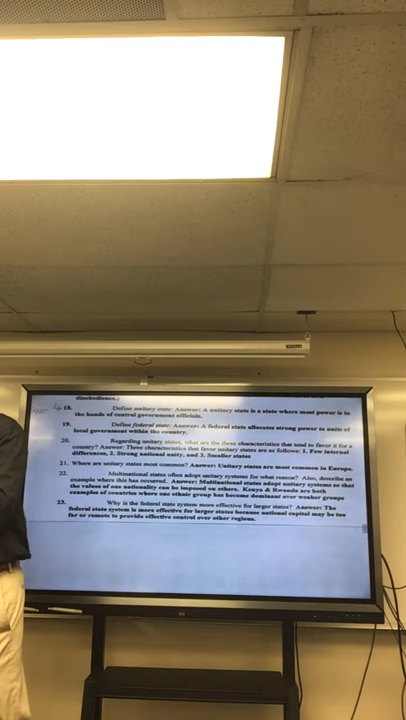 disobedience.)
18. Define unitary state: Answer: A unitary state is a state where most power is in
the hands of central government officials.
19. Define federal state: Answer: A federal state allocates strong power to units of
local government within the country.
20. Regarding unitary states, what are the three characteristics that tend to favor it for a
country? Answer: Three characteristics that favor unitary states are as follows: 1. Few internal
differences, 2. Strong national unity, and 3. Smaller states
21. Where are unitary states most common? Answer: Unitary states are most common in Europe.
22. Multinational states often adopt unitary systems for what reason? Also, describe an
example where this has occurred. Answer: Multinational states adopt unitary systems so that
the values of one nationality can be imposed on others. Kenya & Rwanda are both
examples of countries where one ethnic group has become dominant over weaker groups
23. Why is the federal state system more effective for larger states? Answer: The
federal state system is more effective for larger states because national capital may be too
far or remote to provide effective control over other regions.